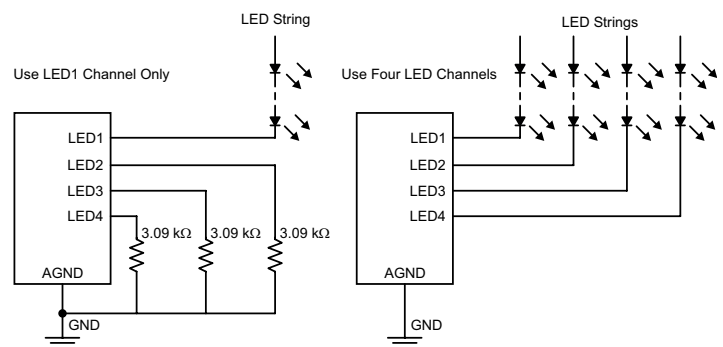 LED String
LED Strings
Use LED1 Channel Only
Use Four LED Channels
LED1
LED2
LED3
LED4
3.09 kΩ
3.09 kΩ
3.09 kΩ
AGND
GND
LED1
LED2
LED3
LED4
AGND
GND